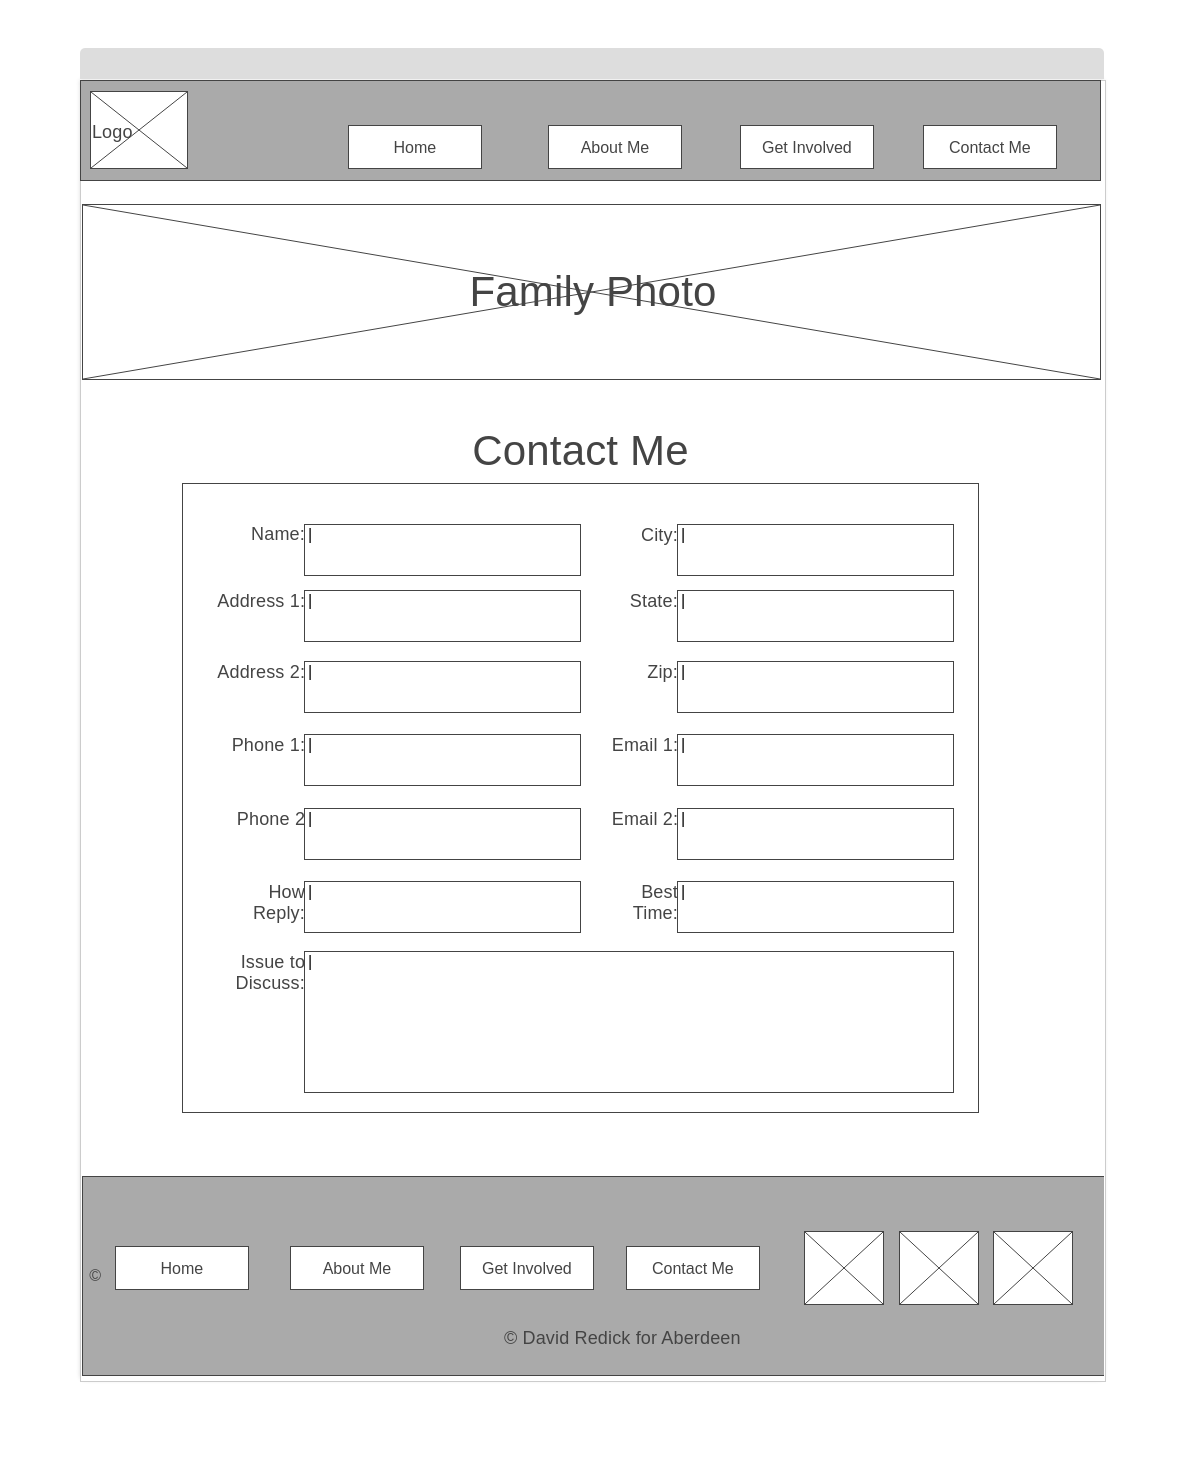 Logo
Home
About Me
Get Involved
Contact Me
Family Photo
Contact Me
Name:
City:
Address 1:
State:
Address 2:
Zip:
Phone 1:
Email 1:
Phone 2
Email 2:
How
Reply:
Best
Time:
Issue to
Discuss:
©
Home
About Me
Get Involved
Contact Me
© David Redick for Aberdeen